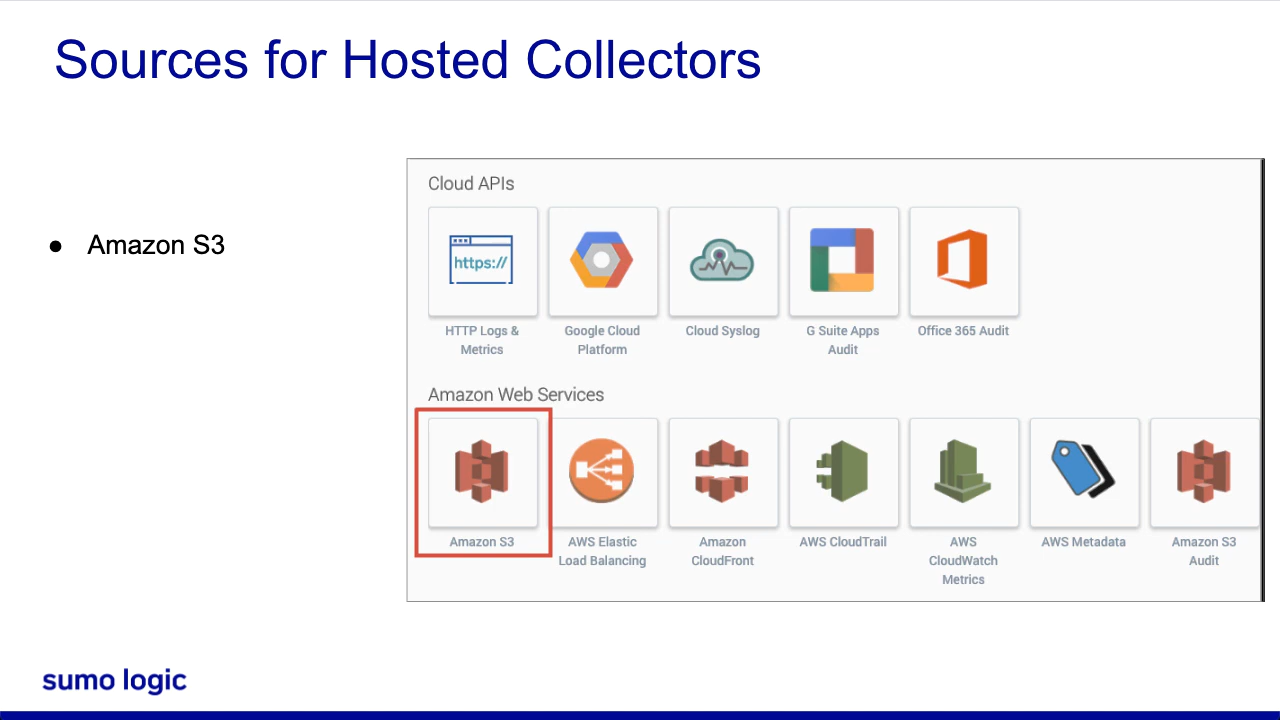 Sources for Hosted Collectors
● Amazon S3
Cloud APIs
https://
HTTP Logs &
Metrics
Google Cloud
Platform
Cloud Syslog
G Suite Apps
Audit
Office 365 Audit
Amazon Web Services
Amazon S3
AWS Elastic
Load Balancing
Amazon
CloudFront
AWS CloudTrail
AWS
CloudWatch
Metrics
AWS Metadata
Amazon S3
Audit
sumo logic